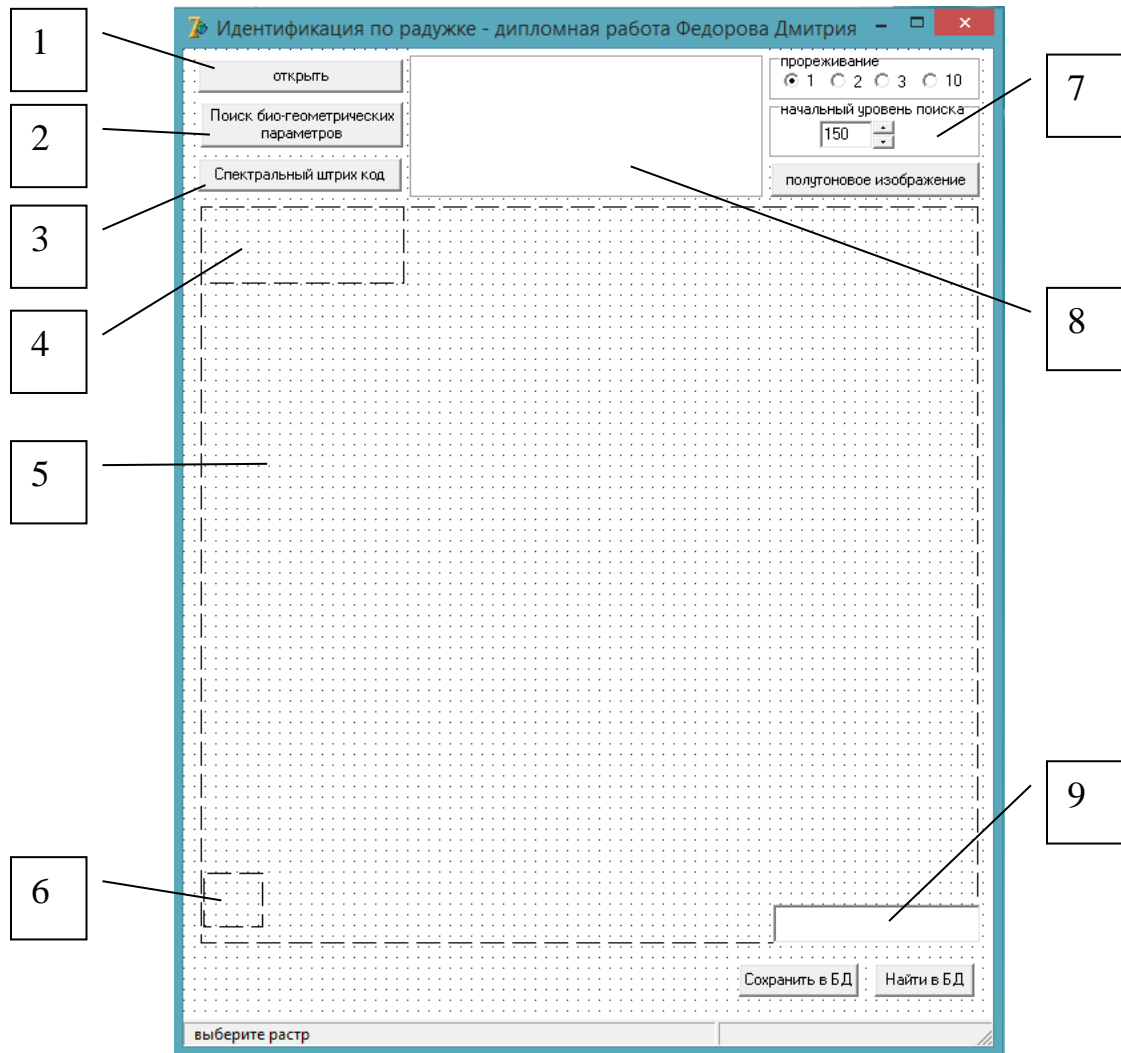 Идентификация по радужке - дипломная работа Федорова Дмитрия
1
открыть
прореживание
1 2 3 10
7
2
Поиск био-геометрических
параметров
начальный уровень поиска
150
3
Спектральный штрих код
полутоновое изображение
4
8
5
9
6
Сохранить в БД
Найти в БД
выберите растр